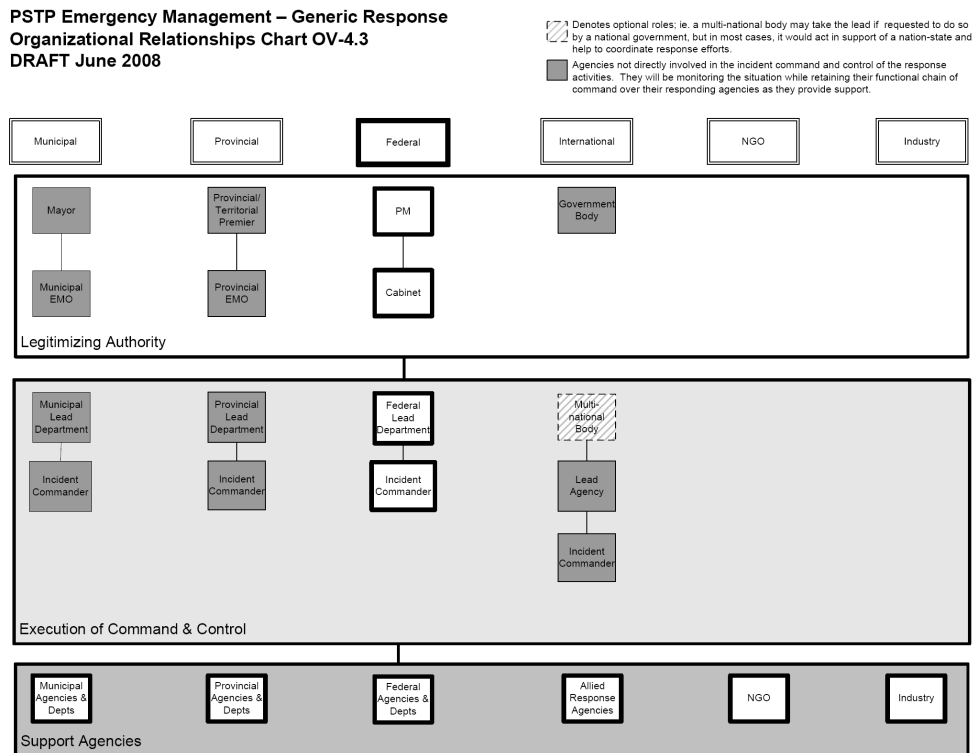 PSTP Emergency Management – Generic Response
Organizational Relationships Chart OV-4.3
DRAFT June 2008
Denotes optional roles; ie. a multi-national body may take the lead if requested to do so
by a national government, but in most cases, it would act in support of a nation-state and
help to coordinate response efforts.
Agencies not directly involved in the incident command and control of the response
activities. They will be monitoring the situation while retaining their functional chain of
command over their responding agencies as they provide support.
Municipal
Provincial
Federal
International
NGO
Industry
Mayor
Provincial/
Territorial
Premier
PM
Government
Body
Municipal
EMO
Provincial
EMO
Cabinet
Legitimizing Authority
Municipal
Lead
Department
Provincial
Lead
Department
Federal
Lead
Department
Multi-
national
Body
Incident
Commander
Incident
Commander
Incident
Commander
Lead
Agency
Incident
Commander
Execution of Command & Control
Municipal
Agencies &
Depts
Provincial
Agencies &
Depts
Federal
Agencies &
Depts
Allied
Response
Agencies
NGO
Industry
Support Agencies